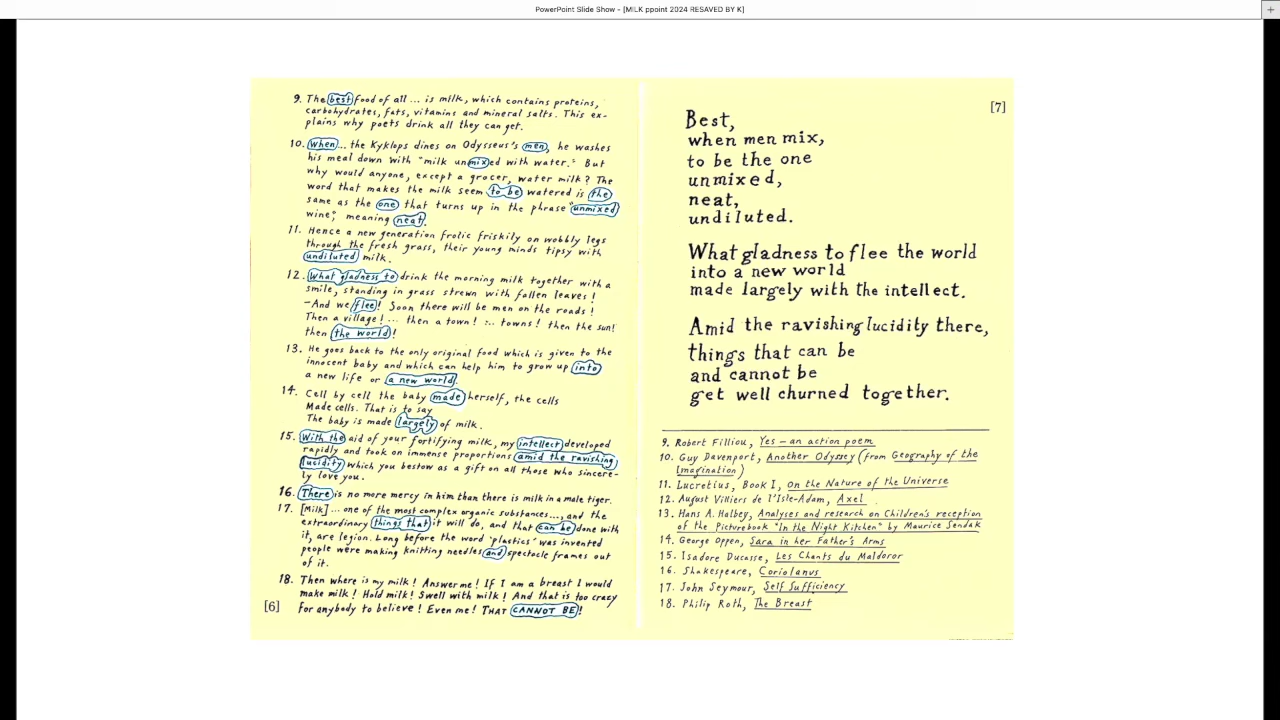 PowerPoint Slide Show - [MILK ppoint 2024 RESAVED BY K]
+
9. The best food of all ... is milk, which contains proteins,
carbohydrates, fats, vitamins and mineral salts. This ex-
plains why poets drink all they can get.
10. When... the Kyklops dines on Odysseus's men, he washes
his meal down with "milk unmixed with water." But
why would anyone, except a grocer, water milk? The
word that makes the milk seem to be watered is the
same as the one that turns up in the phrase "unmixed
wine," meaning neat.
11. Hence a new generation frolic friskily on wobbly legs
through the fresh grass, their young minds tipsy with
undiluted milk.
12. What gladness to drink the morning milk together with a
smile, standing in grass strewn with fallen leaves!
-And we flee! Soon there will be men on the roads!
Then a village! ... then a town! ... towns! then the sun!
then the world!
13. He goes back to the only original food which is given to the
innocent baby and which can help him to grow up into
a new life or a new world.
14. Cell by cell the baby made herself, the cells
Made cells. That is to say
The baby is made largely of milk.
15. With the aid of your fortifying milk, my intellect developed
rapidly and took on immense proportions amid the ravishing
lucidity which you bestow as a gift on all those who sincere-
ly love you.
16. There is no more mercy in him than there is milk in a male tiger.
17. [Milk] ... one of the most complex organic substances..., and the
extraordinary things that it will do, and that can be done with
it, are legion. Long before the word 'plastics' was invented
people were making knitting needles and spectacle frames out
of it.
18. Then where is my milk! Answer me! If I am a breast I would
make milk! Hold milk! Swell with milk! And that is too crazy
for anybody to believe! Even me! THAT CANNOT BE!
[6]
[7]
Best,
when men mix,
to be the one
unmixed,
neat,
undiluted.
What gladness to flee the world
into a new world
made largely with the intellect.
Amid the ravishing lucidity there,
things that can be
and cannot be
get well churned together.
9. Robert Filliou, Yes — an action poem
10. Guy Davenport, Another Odyssey (from Geography of the
Imagination)
11. Lucretius, Book I, On the Nature of the Universe
12. August Villiers de l'Isle-Adam, Axel
13. Hans A. Halbey, Analyses and research on Children's reception
of the Picturebook "In the Night Kitchen" by Maurice Sendak
14. George Oppen, Sara in her Father's Arms
15. Isadore Ducasse, Les Chants du Maldoror
16. Shakespeare, Coriolanus
17. John Seymour, Self Sufficiency
18. Philip Roth, The Breast